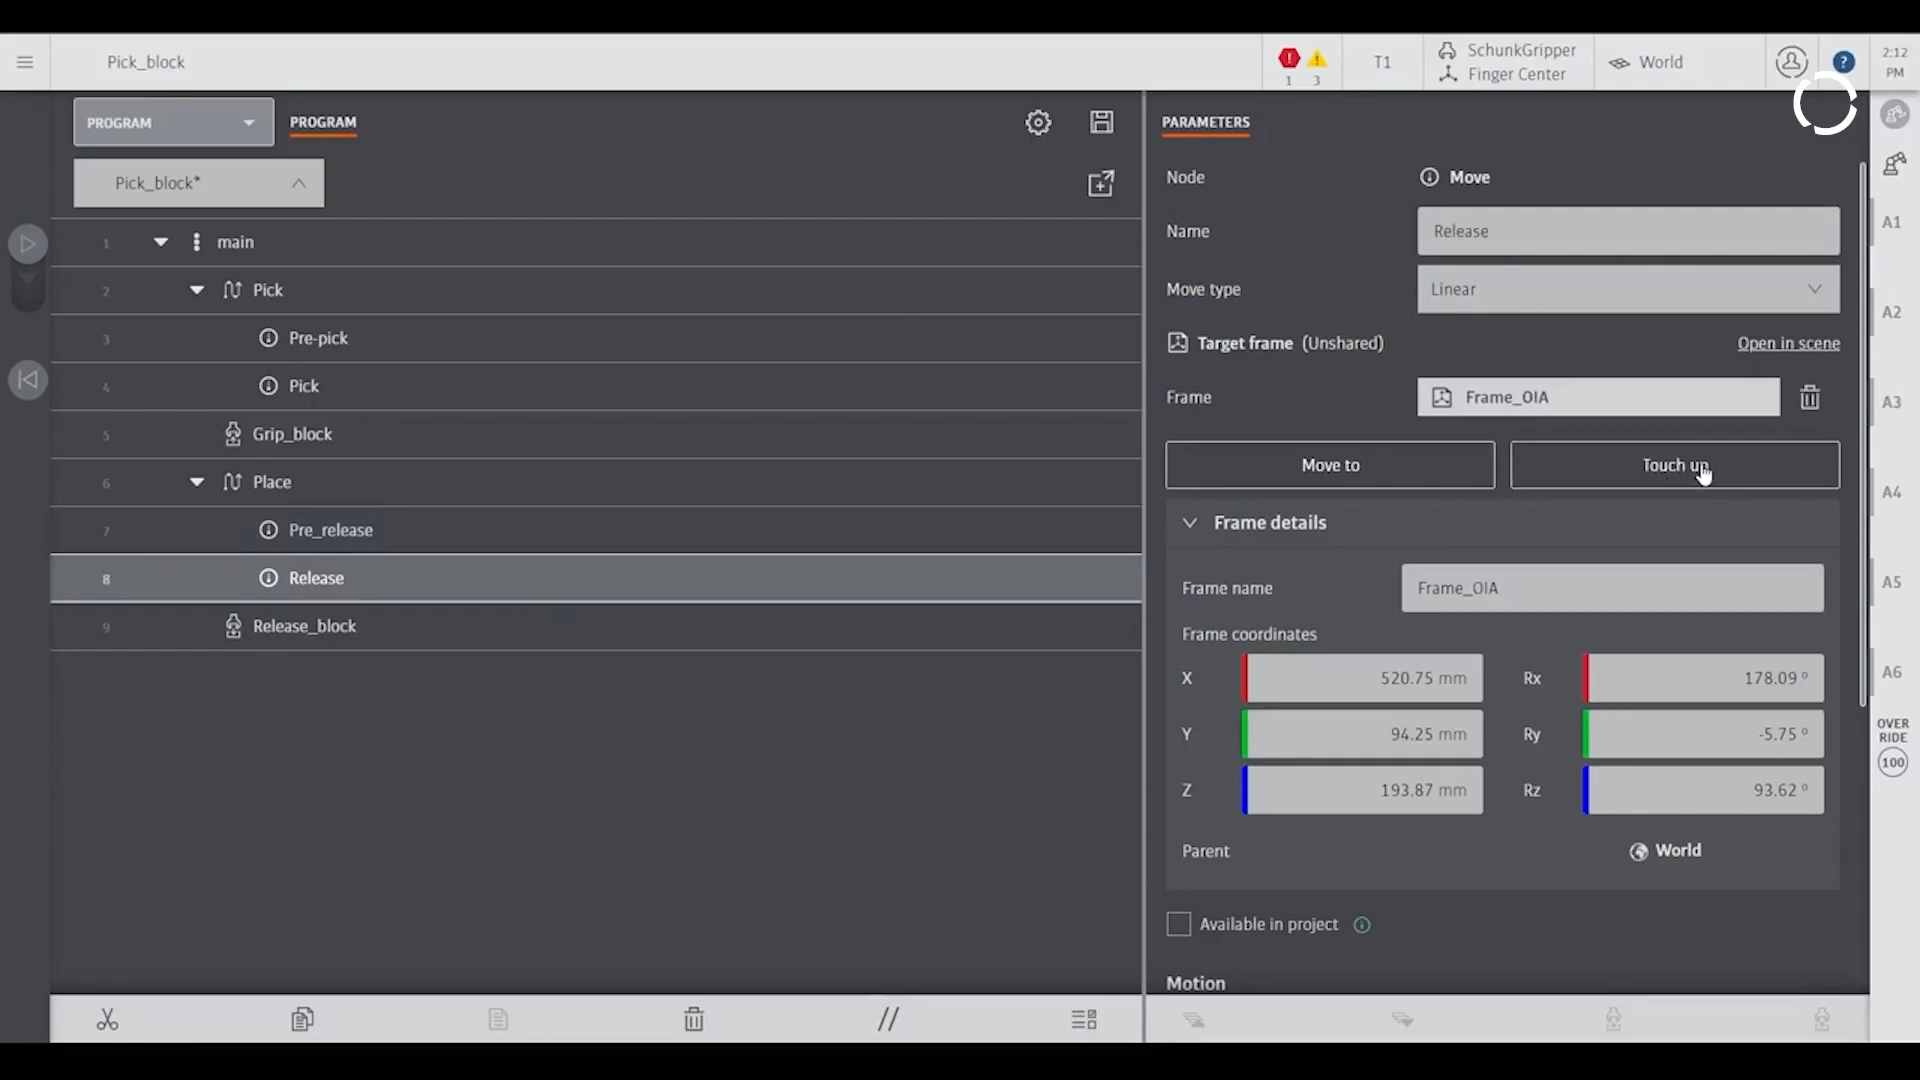 Pick_block
1
3
T1
SchunkGripper
Finger Center
World
?
2:12
PM
PROGRAM
PROGRAM
PARAMETERS
Pick_block*
1 main
2 Pick
3 Pre-pick
4 Pick
5 Grip_block
6 Place
7 Pre_release
8 Release
9 Release_block
Node Move
Name Release
Move type Linear
Target frame (Unshared) Open in scene
Frame Frame_OIA
Move to Touch up
Frame details
Frame name Frame_OIA
Frame coordinates
X 520.75 mm Rx 178.09 °
Y 94.25 mm Ry -5.75 °
Z 193.87 mm Rz 93.62 °
Parent World
Available in project
Motion
A1
A2
A3
A4
A5
A6
OVER
RIDE
100